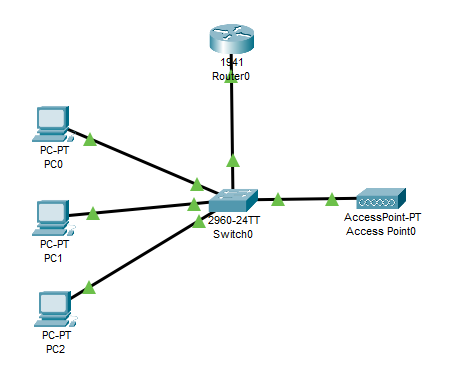 1941
Router0
PC-PT
PC0
2960-24TT
Switch0
AccessPoint-PT
Access Point0
PC-PT
PC1
PC-PT
PC2